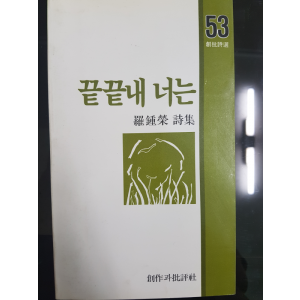 53
創批詩選
끝끝내 너는
羅鍾榮 詩集
創作과批評社